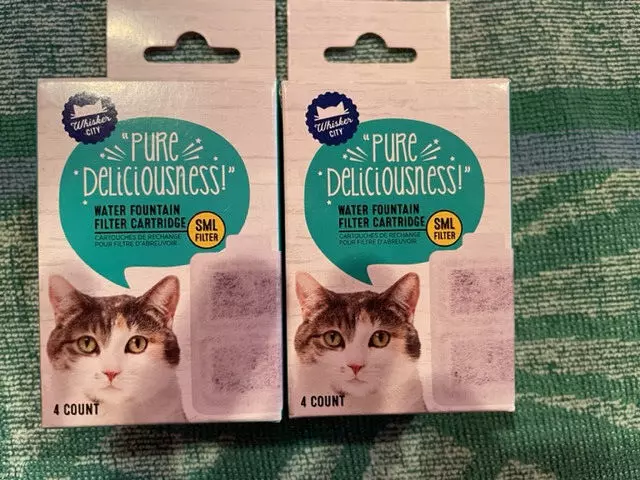 Whisker
CITY
"PURE
DELICIOUSNESS!"
WATER FOUNTAIN
FILTER CARTRIDGE
CARTOUCHES DE RECHANGE
POUR FILTRE D'ABREUVOIR
SML
FILTER
4 COUNT
Whisker
CITY
"PURE
DELICIOUSNESS!"
WATER FOUNTAIN
FILTER CARTRIDGE
CARTOUCHES DE RECHANGE
POUR FILTRE D'ABREUVOIR
SML
FILTER
4 COUNT